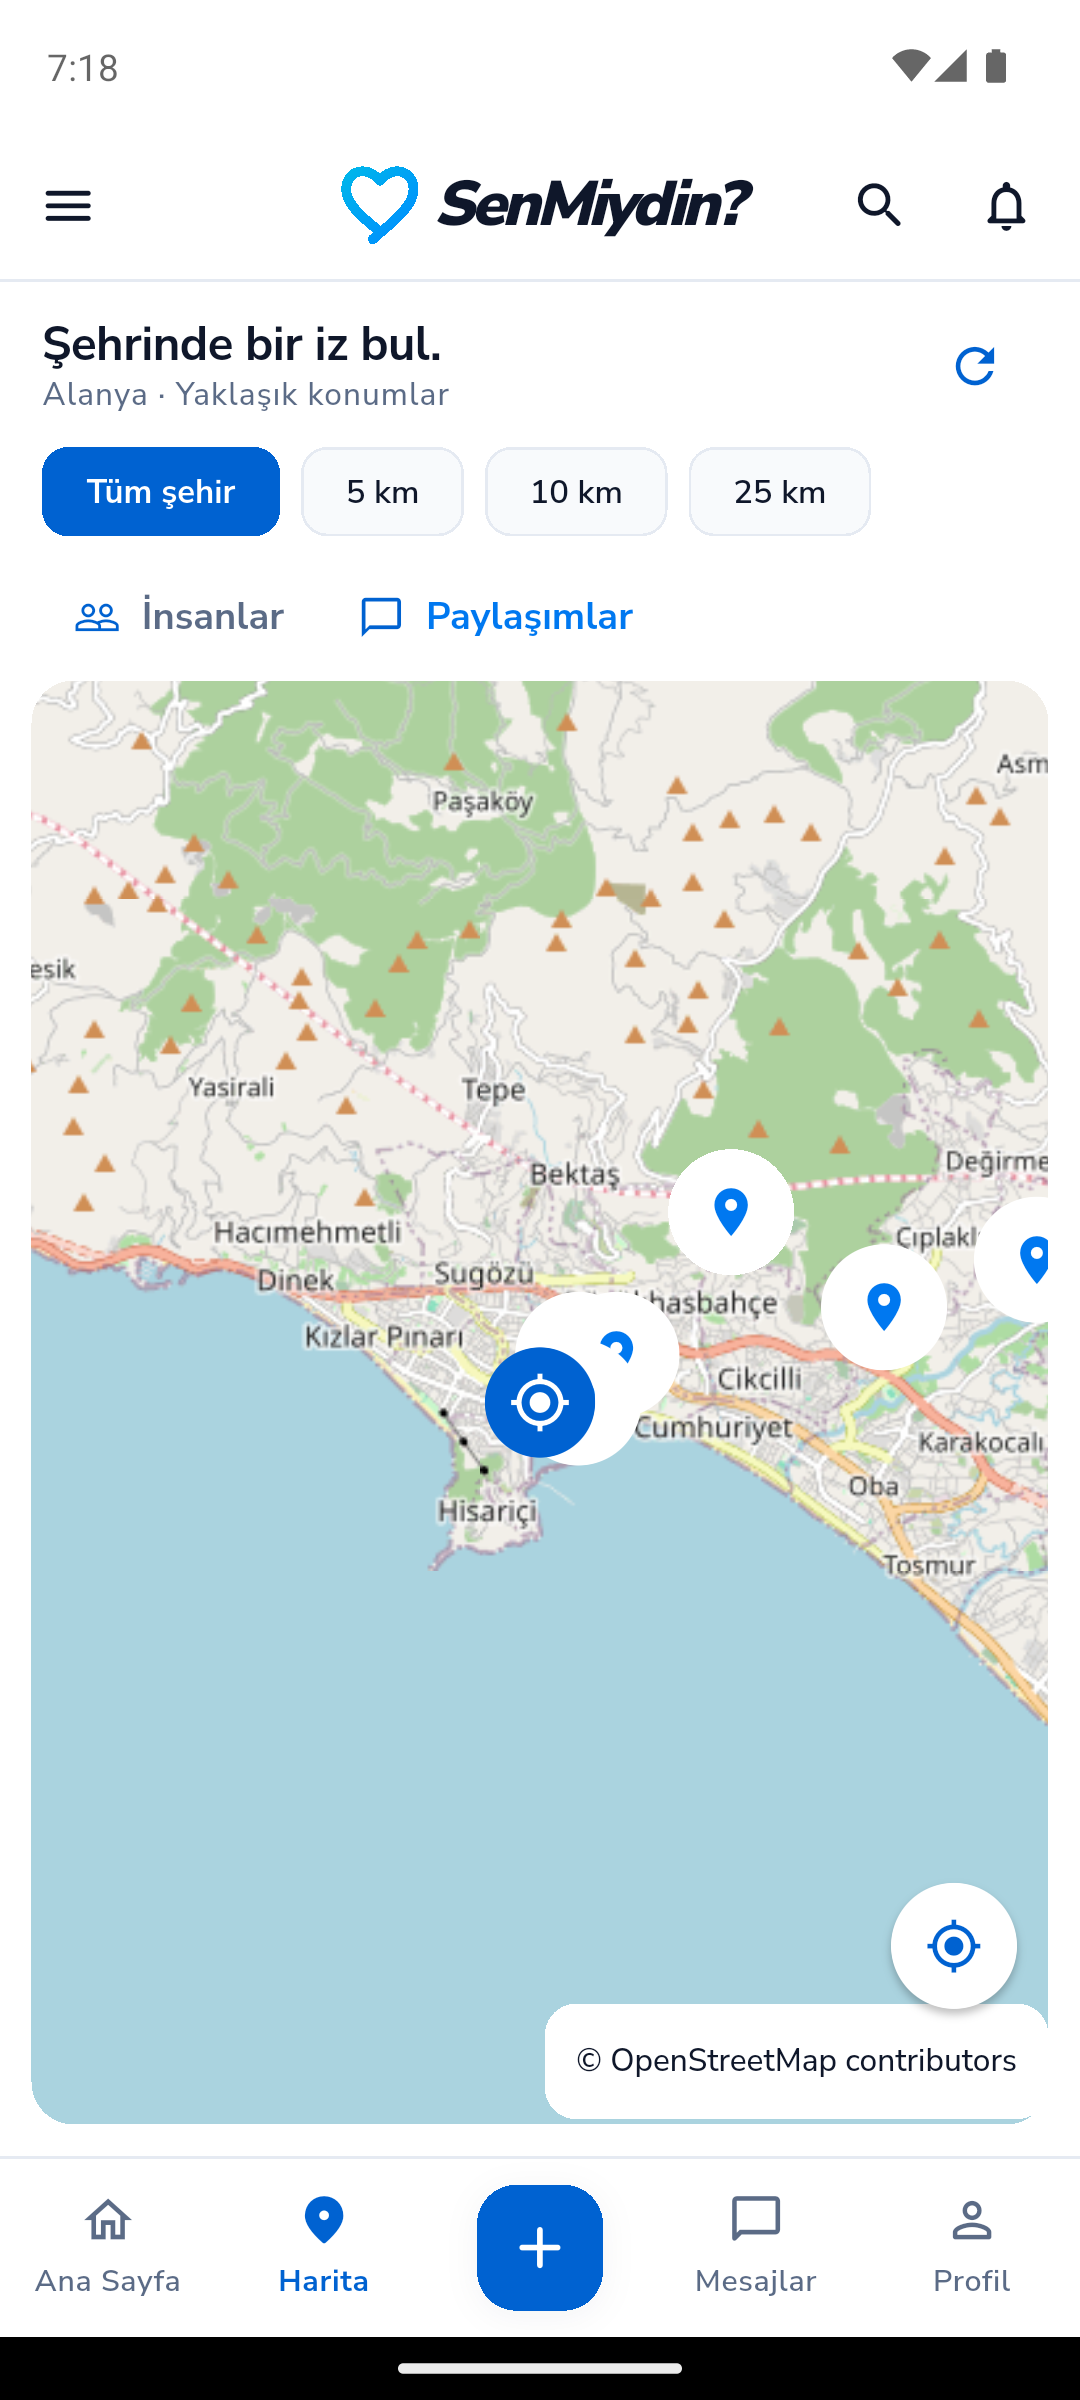 7:18
SenMiydin?
Şehrinde bir iz bul.
Alanya · Yaklaşık konumlar
Tüm şehir
5 km
10 km
25 km
İnsanlar
Paylaşımlar
Asm
Paşaköy
esik
Yasirali
Tepe
Bektaş
Değirme
Hacımehmetli
Cıplakl
Dinek
Sugözü
hasbahçe
Kızlar Pınarı
Cikcilli
Cumhuriyet
Karakocalı
Oba
Hisariçi
Tosmur
© OpenStreetMap contributors
Ana Sayfa
Harita
Mesajlar
Profil